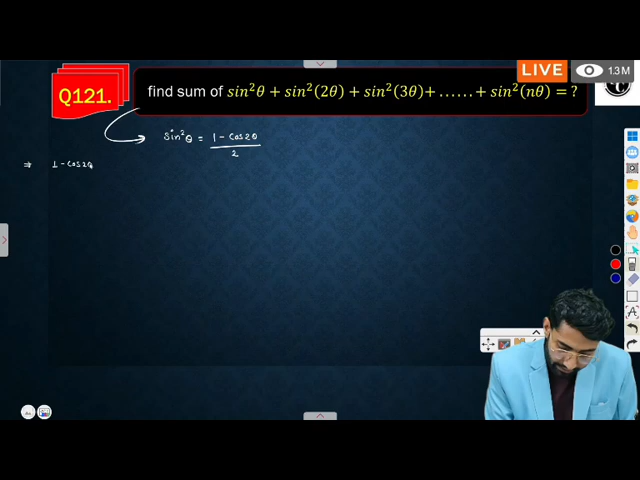 LIVE 1.3 M
Q121.
find sum of sin²θ + sin²(2θ) + sin²(3θ)+ ...... + sin²(nθ) = ?
Sin²θ = 1 - Cos2θ / 2
⇒ 1 - Cos2θ